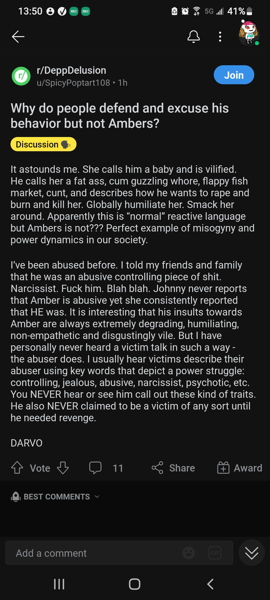 13:50
5G
41%
r/DeppDelusion
u/SpicyPoptart108 • 1h
Join
Why do people defend and excuse his
behavior but not Ambers?
Discussion 🗣
It astounds me. She calls him a baby and is vilified.
He calls her a fat ass, cum guzzling whore, flappy fish
market, cunt, and describes how he wants to rape and
burn and kill her. Globally humiliate her. Smack her
around. Apparently this is “normal” reactive language
but Ambers is not??? Perfect example of misogyny and
power dynamics in our society.
I’ve been abused before. I told my friends and family
that he was an abusive controlling piece of shit.
Narcissist. Fuck him. Blah blah. Johnny never reports
that Amber is abusive yet she consistently reported
that HE was. It is interesting that his insults towards
Amber are always extremely degrading, humiliating,
non-empathetic and disgustingly vile. But I have
personally never heard a victim talk in such a way -
the abuser does. I usually hear victims describe their
abuser using key words that depict a power struggle:
controlling, jealous, abusive, narcissist, psychotic, etc.
You NEVER hear or see him call out these kind of traits.
He also NEVER claimed to be a victim of any sort until
he needed revenge.
DARVO
Vote
11
Share
Award
BEST COMMENTS
Add a comment